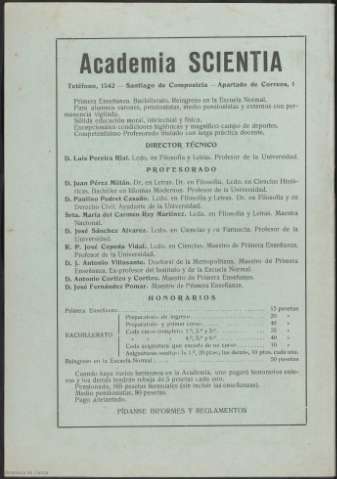 Academia SCIENTIA
Teléfono, 1542 — Santiago de Compostela — Apartado de Correos, 1
Primera Enseñanza. Bachillerato. Reingreso en la Escuela Normal.
Para alumnos varones, pensionistas, medio pensionistas y externos con per-
manencia vigilada.
Sólida educación moral, intelectual y física.
Excepcionales condiciones higiénicas y magnífico campo de deportes.
Competentísimo Profesorado titulado con larga práctica docente.
DIRECTOR TÉCNICO
D. Luis Pereira Rial. Lcdo. en Filosofía y Letras. Profesor de la Universidad.
PROFESORADO
D. Juan Pérez Millán. Dr. en Letras. Dr. en Filosofía. Lcdo. en Ciencias Histó-
ricas. Bachiller en Idiomas Modernos. Profesor de la Universidad.
D. Paulino Pedret Casado. Lcdo. en Filosofía y Letras. Dr. en Filosofía y en
Derecho Civil. Ayudante de la Universidad.
Srta. María del Carmen Rey Martínez. Lcda. en Filosofía y Letras. Maestra
Nacional.
D. José Sánchez Alvarez. Lcdo. en Ciencias y en Farmacia. Profesor de la
Universidad.
R. P. José Cepeda Vidal. Lcdo. en Ciencias. Maestro de Primera Enseñanza.
Profesor de la Universidad.
D. J. Antonio Villasante. Doctoral de la Metropolitana. Maestro de Primera
Enseñanza. Ex-profesor del Instituto y de la Escuela Normal.
D. Antonio Cortizo y Cortizo. Maestro de Primera Enseñanza.
D. José Fernández Pomar. Maestro de Primera Enseñanza.
HONORARIOS
Primera Enseñanza 15 pesetas
Preparatorio de ingreso 20 »
Preparatorio y primer curso 40 »
BACHILLERATO Cada curso completo 1.º, 2.º y 3.º 35 »
» » » 4.º, 5.º y 6.º 40 »
Cada asignatura que exceda de un curso 10 »
Asignaturas sueltas: la 1.ª, 20 ptas.; las demás, 10 ptas. cada una.
Reingreso en la Escuela Normal 50 pesetas
Cuando haya varios hermanos en la Academia, uno pagará honorarios ente-
ros y los demás tendrán rebaja de 5 pesetas cada uno.
Pensionado, 160 pesetas mensuales (sin incluir las enseñanzas).
Medio pensionistas, 80 pesetas.
Pago adelantado.
PÍDANSE INFORMES Y REGLAMENTOS